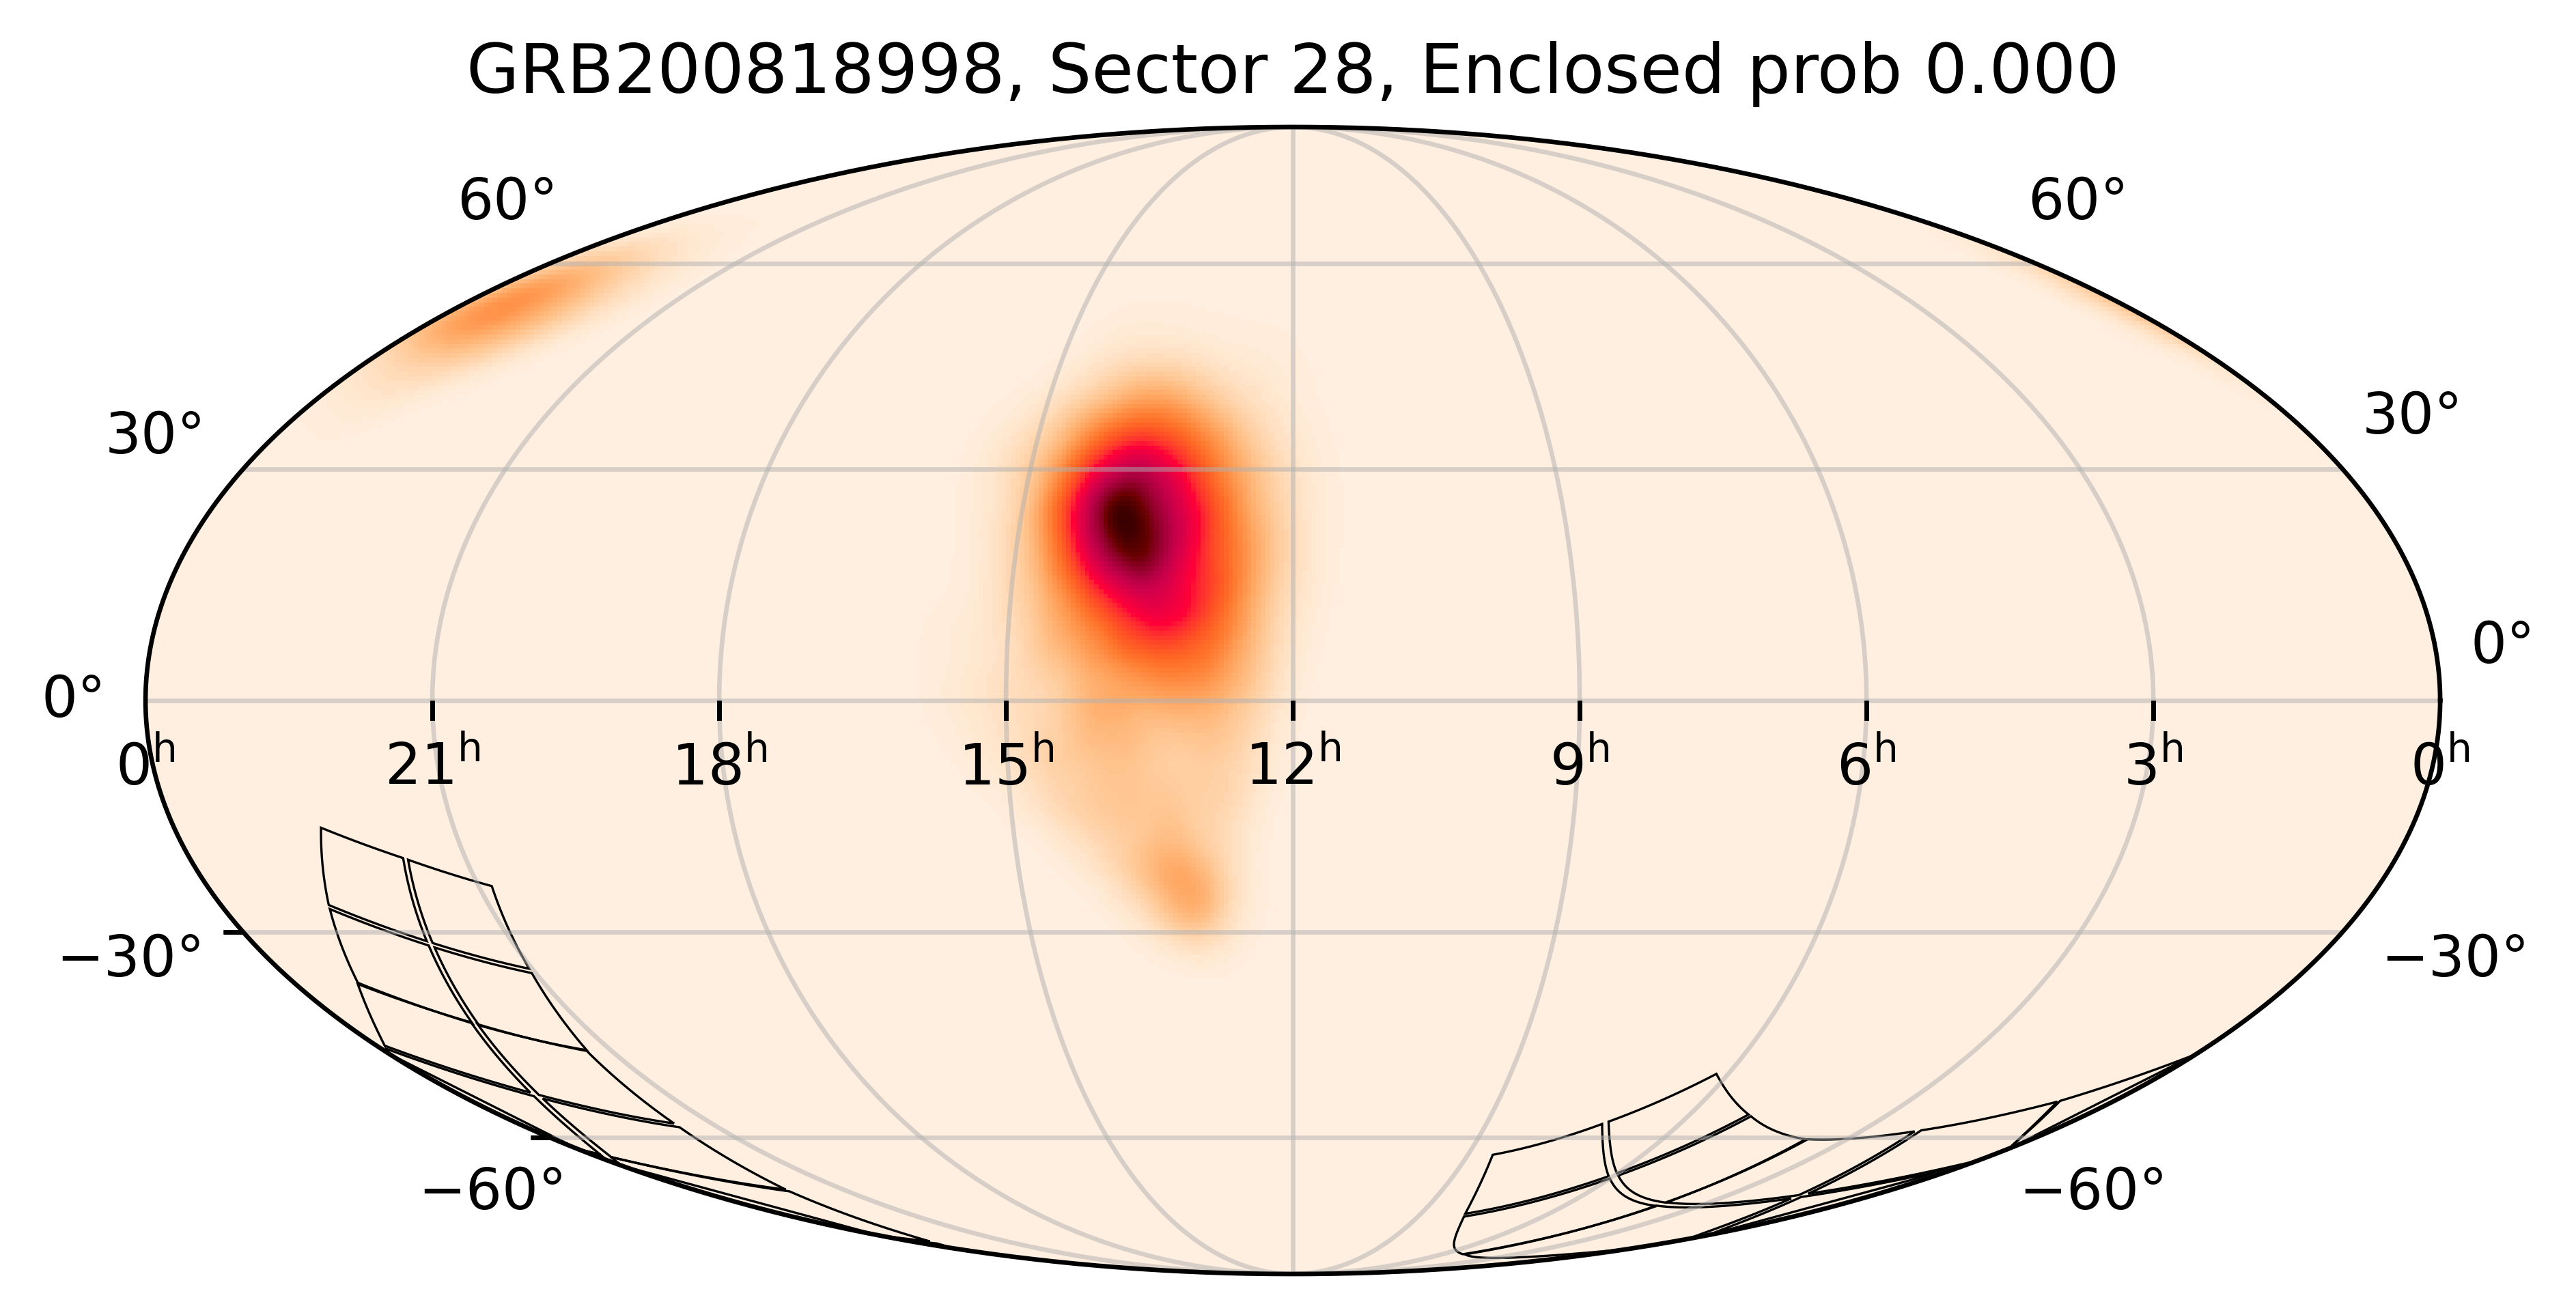 GRB200818998, Sector 28, Enclosed prob 0.000
60° 60°
30° 30°
0° 0°
0ʰ 21ʰ 18ʰ 15ʰ 12ʰ 9ʰ 6ʰ 3ʰ 0ʰ
−30° −30°
−60° −60°